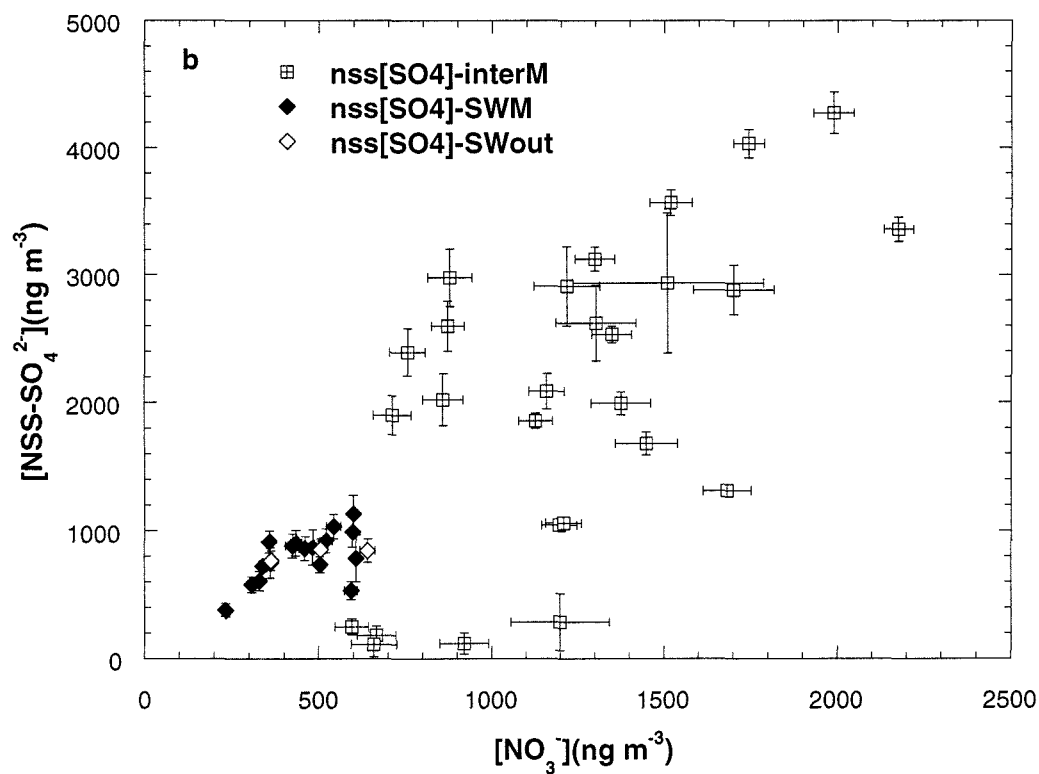 5000
b
nss[SO4]-interM
nss[SO4]-SWM
nss[SO4]-SWout
4000
3000
2000
1000
0
[NSS-SO₄²⁻](ng m⁻³)
0 500 1000 1500 2000 2500
[NO₃⁻](ng m⁻³)